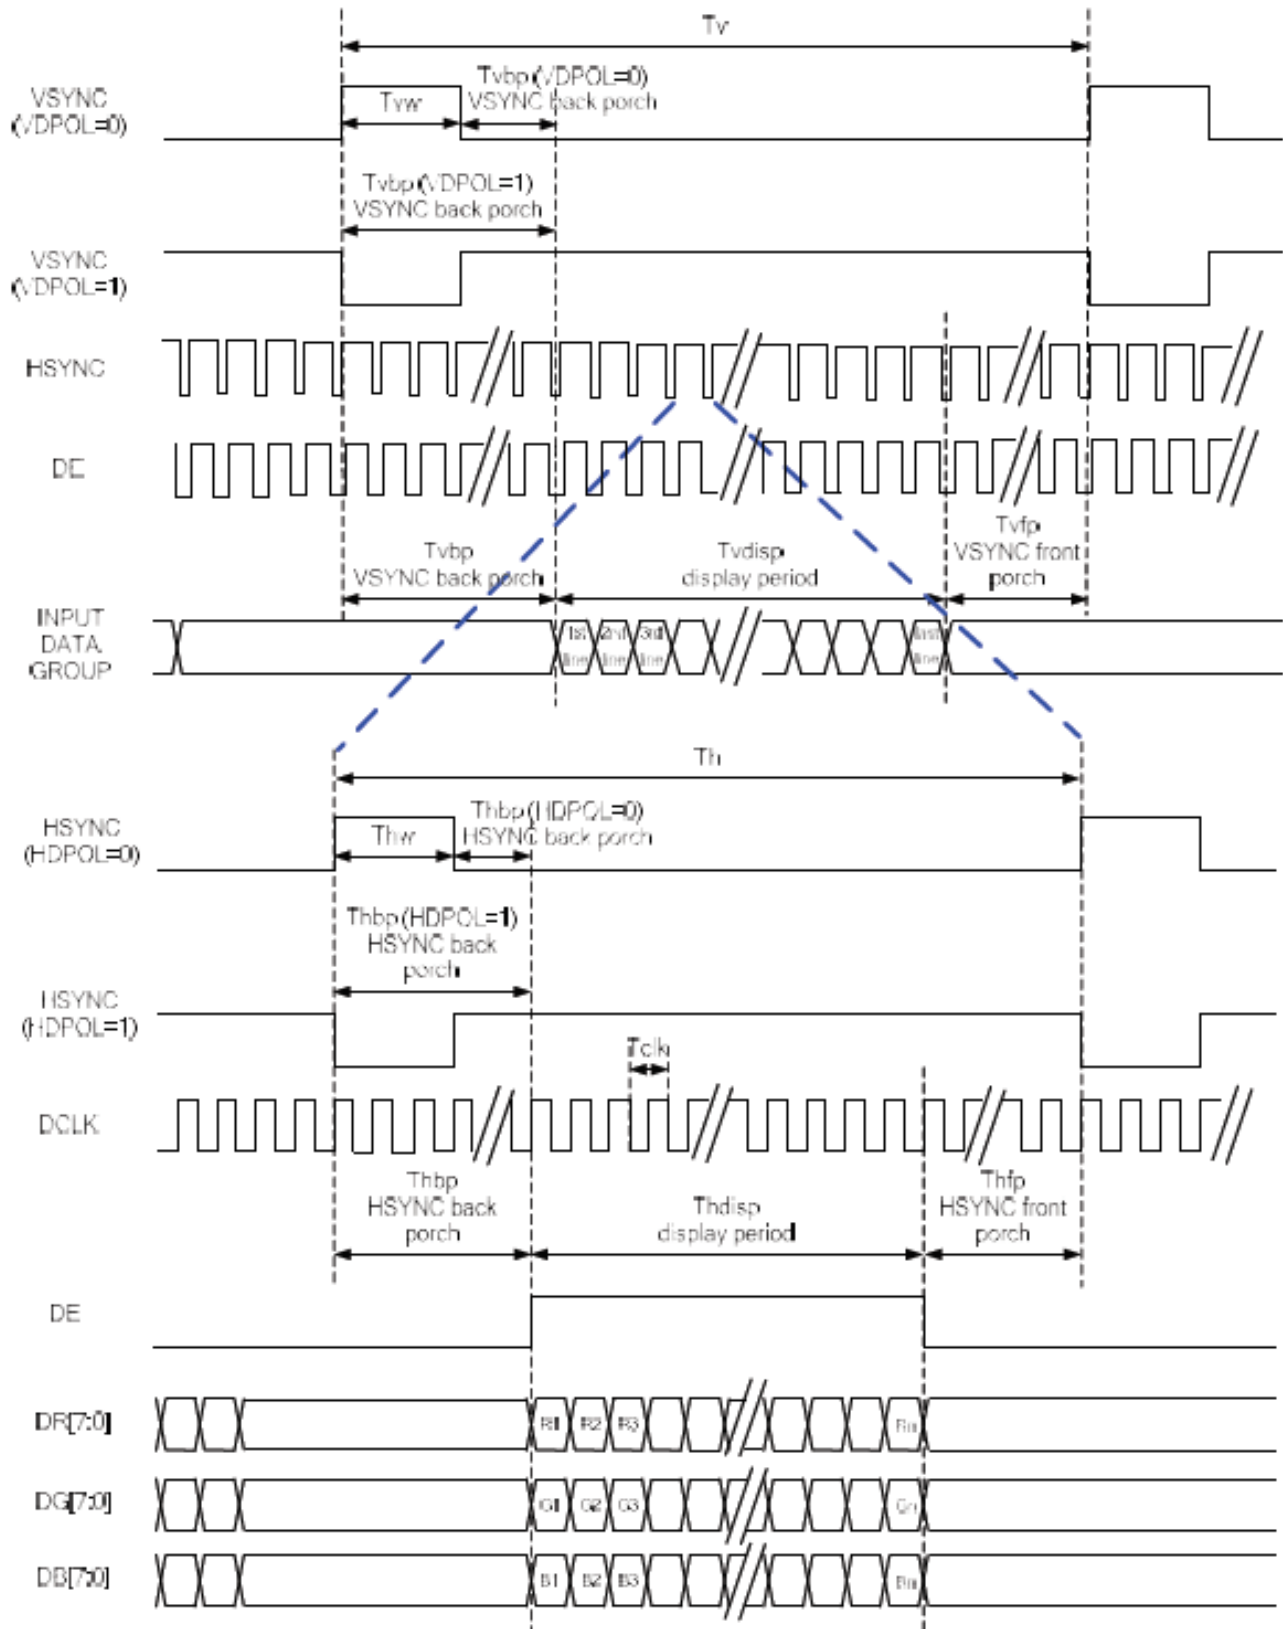 Tv
Tvbp(VDPOL=0)
VSYNC back porch
VSYNC
(VDPOL=0)
Tvw
Tvbp(VDPOL=1)
VSYNC back porch
VSYNC
(VDPOL=1)
HSYNC
DE
Tvbp
VSYNC back porch
Tvdisp
display period
Tvfp
VSYNC front
porch
INPUT
DATA
GROUP
1st
line
2nd
line
3rd
line
last
line
Th
Thbp(HDPOL=0)
HSYNC back porch
HSYNC
(HDPOL=0)
Thw
Thbp(HDPOL=1)
HSYNC back
porch
HSYNC
(HDPOL=1)
Tclk
DCLK
Thbp
HSYNC back
porch
Thdisp
display period
Thfp
HSYNC front
porch
DE
DR[7:0]
R1 R2 R3 Rn
DG[7:0]
G1 G2 G3 Gn
DB[7:0]
B1 B2 B3 Bn